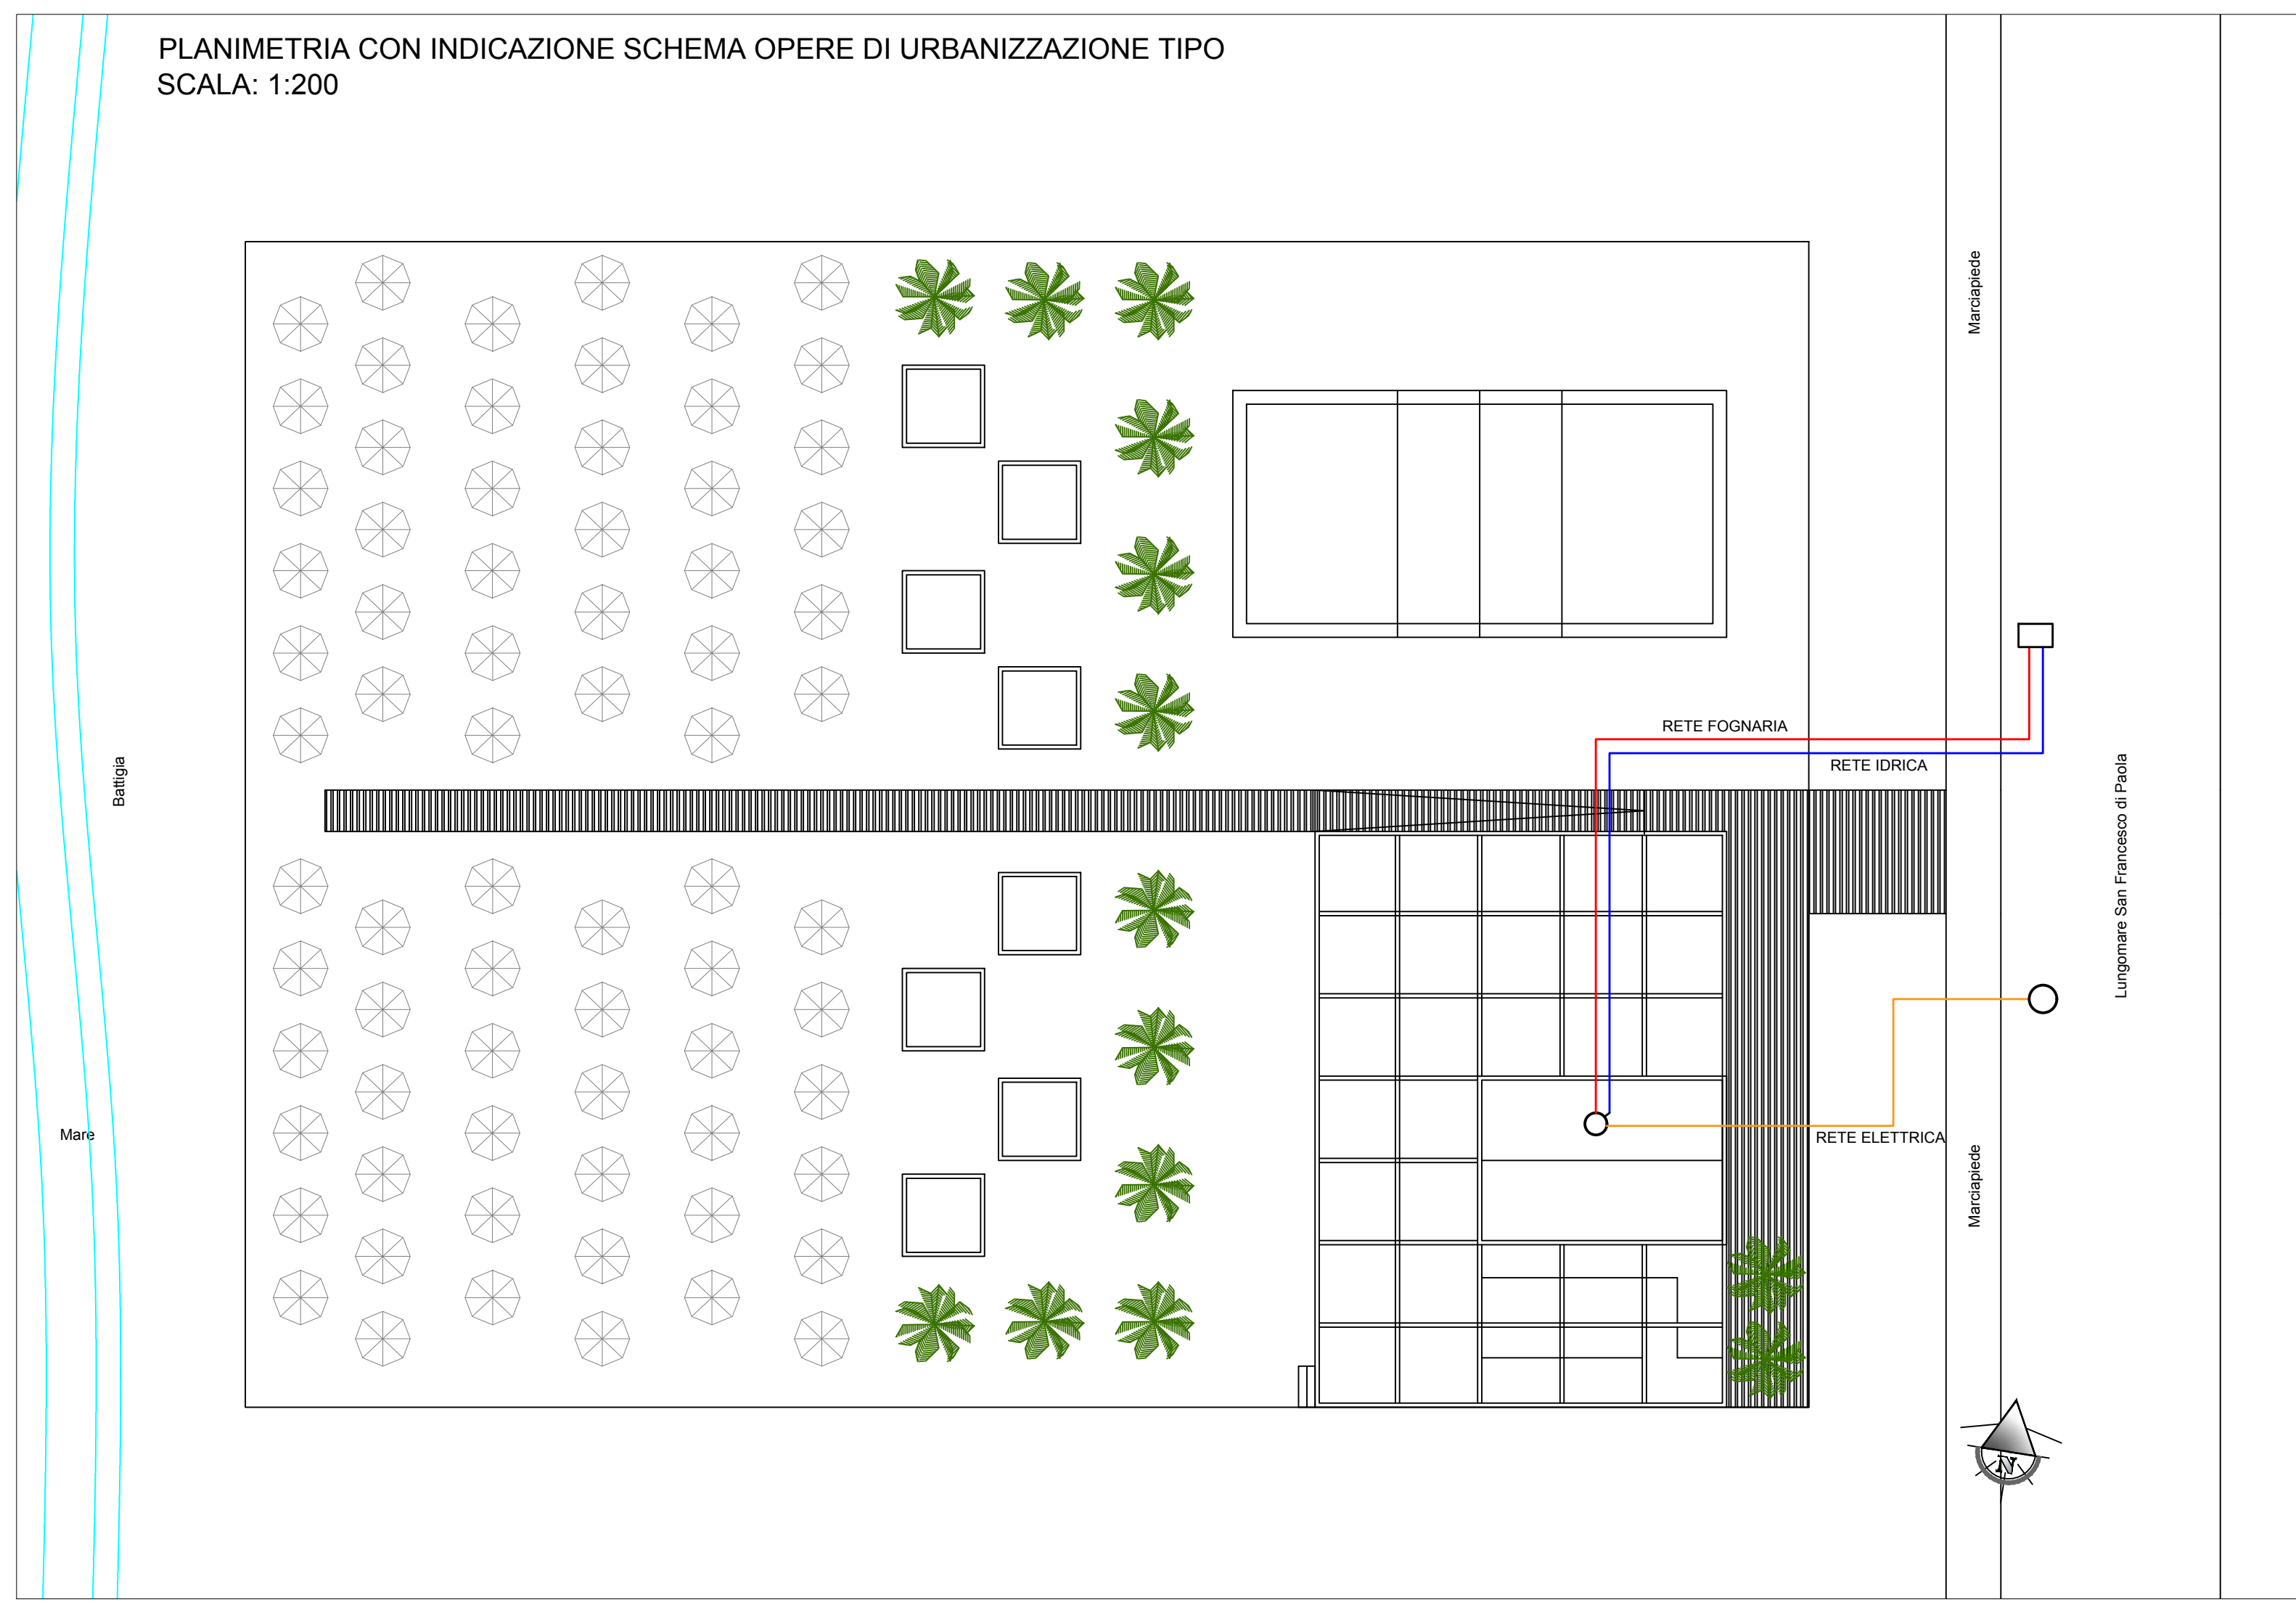 PLANIMETRIA CON INDICAZIONE SCHEMA OPERE DI URBANIZZAZIONE TIPO
SCALA: 1:200
Marciapiede
RETE FOGNARIA
RETE IDRICA
Battigia
Lungomare San Francesco di Paola
Mare
RETE ELETTRICA
Marciapiede
N